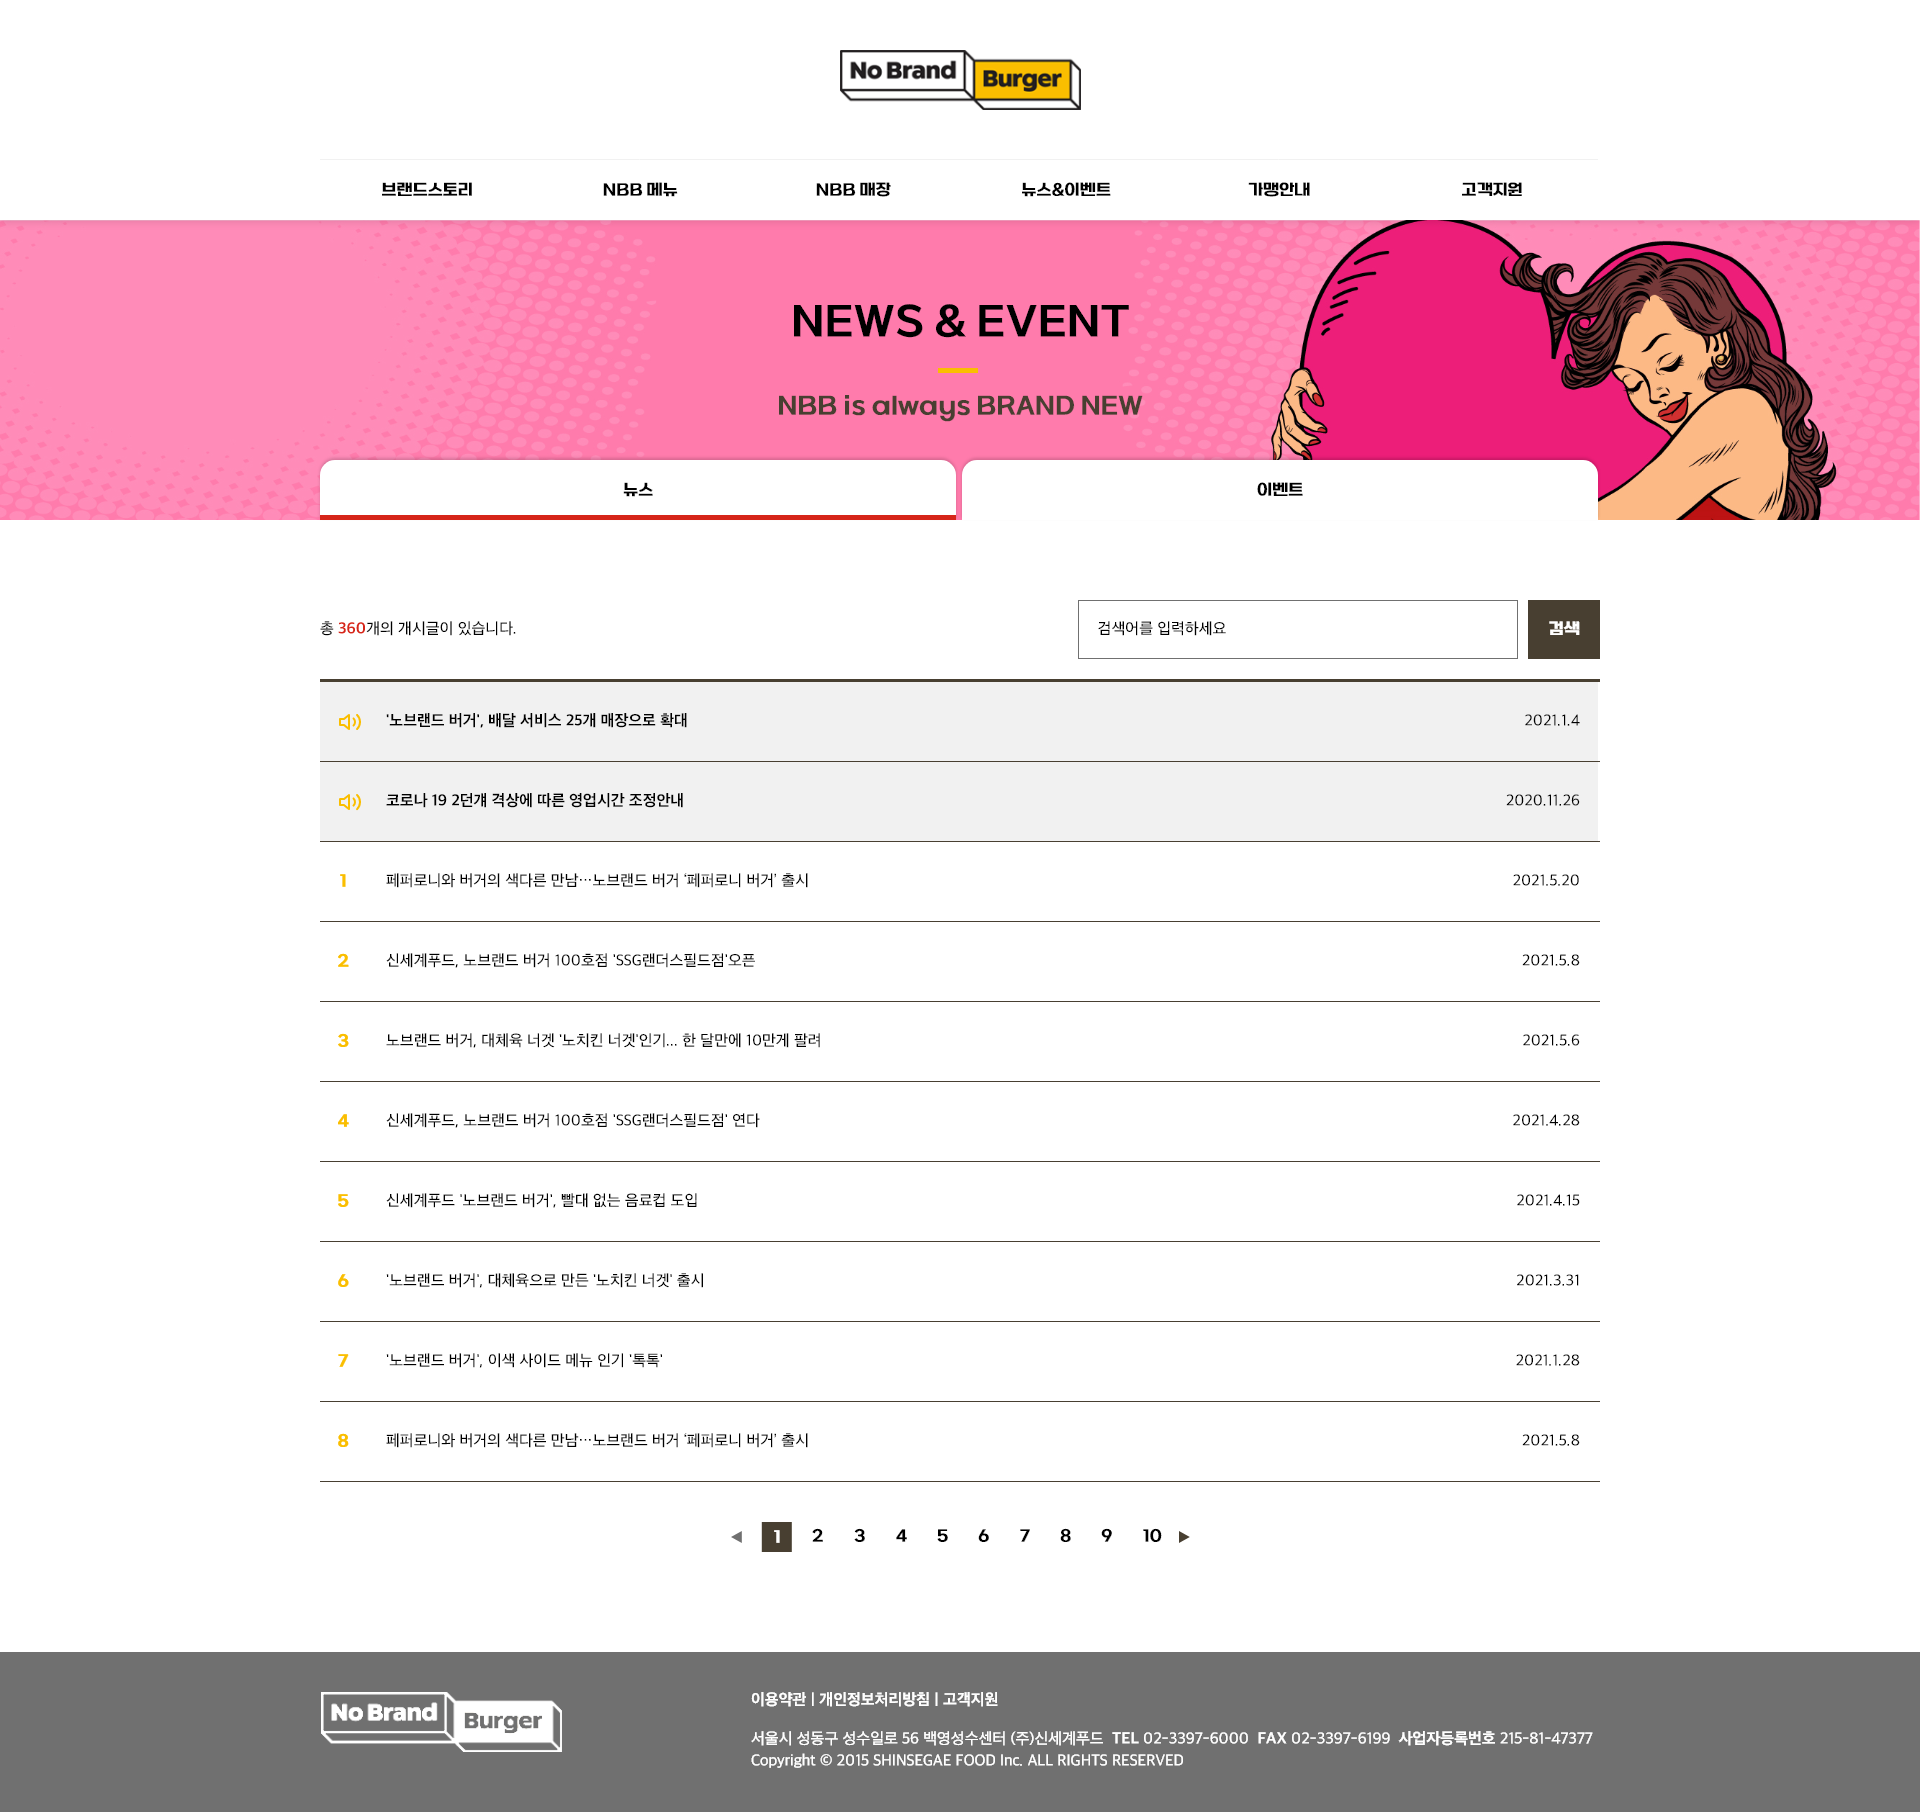 No Brand Burger
브랜드스토리 NBB 메뉴 NBB 매장 뉴스&이벤트 가맹안내 고객지원
NEWS & EVENT
NBB is always BRAND NEW
뉴스 이벤트
총 360개의 개시글이 있습니다. 검색어를 입력하세요 검색
'노브랜드 버거', 배달 서비스 25개 매장으로 확대 2021.1.4
코로나 19 2던걔 격상에 따른 영업시간 조정안내 2020.11.26
1 페퍼로니와 버거의 색다른 만남…노브랜드 버거 ‘페퍼로니 버거’ 출시 2021.5.20
2 신세계푸드, 노브랜드 버거 100호점 'SSG랜더스필드점'오픈 2021.5.8
3 노브랜드 버거, 대체육 너겟 '노치킨 너겟'인기... 한 달만에 10만게 팔려 2021.5.6
4 신세계푸드, 노브랜드 버거 100호점 'SSG랜더스필드점' 연다 2021.4.28
5 신세계푸드 '노브랜드 버거', 빨대 없는 음료컵 도입 2021.4.15
6 '노브랜드 버거', 대체육으로 만든 '노치킨 너겟' 출시 2021.3.31
7 '노브랜드 버거', 이색 사이드 메뉴 인기 '톡톡' 2021.1.28
8 페퍼로니와 버거의 색다른 만남…노브랜드 버거 ‘페퍼로니 버거’ 출시 2021.5.8
◀ 1 2 3 4 5 6 7 8 9 10 ▶
No Brand Burger
이용약관 | 개인정보처리방침 | 고객지원
서울시 성동구 성수일로 56 백영성수센터 (주)신세계푸드 TEL 02-3397-6000 FAX 02-3397-6199 사업자등록번호 215-81-47377
Copyright © 2015 SHINSEGAE FOOD Inc. ALL RIGHTS RESERVED